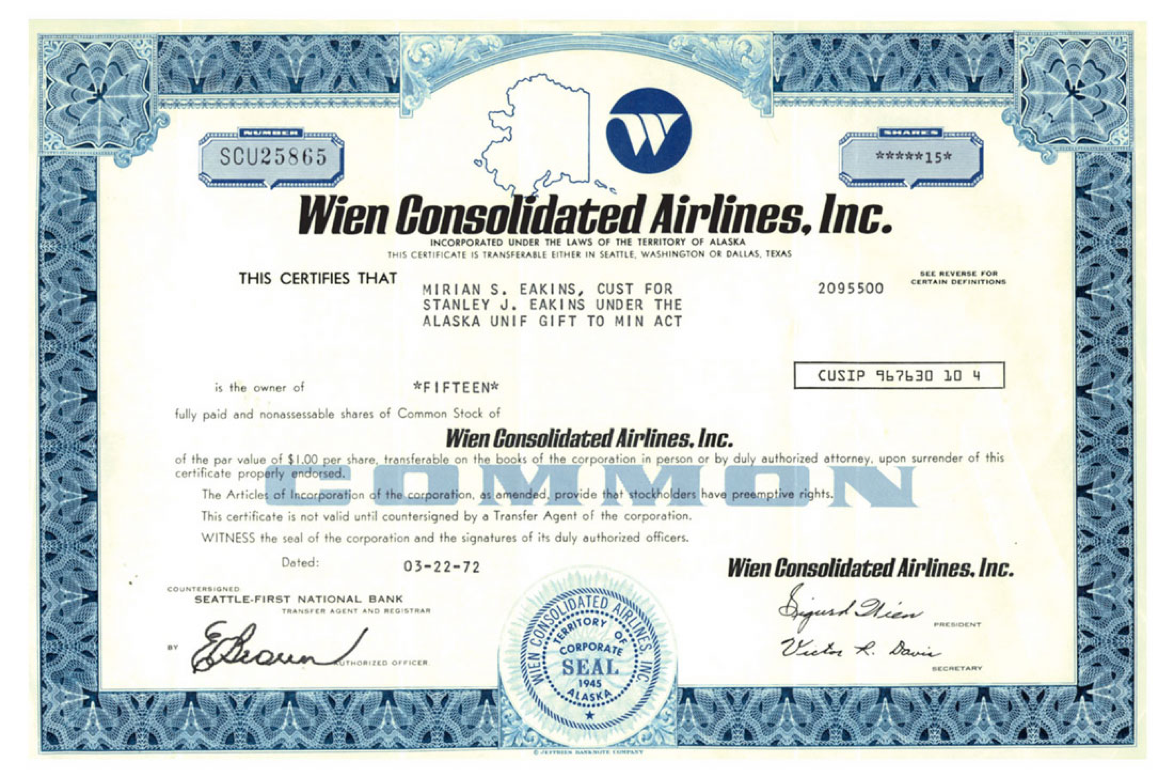 NUMBER
SCU25865
W
SHARES
*****15*
Wien Consolidated Airlines, Inc.
INCORPORATED UNDER THE LAWS OF THE TERRITORY OF ALASKA
THIS CERTIFICATE IS TRANSFERABLE EITHER IN SEATTLE, WASHINGTON OR DALLAS, TEXAS
THIS CERTIFIES THAT
SEE REVERSE FOR
CERTAIN DEFINITIONS
MIRIAN S. EAKINS, CUST FOR
STANLEY J. EAKINS UNDER THE
ALASKA UNIF GIFT TO MIN ACT
2095500
CUSIP 967630 10 4
is the owner of *FIFTEEN*
fully paid and nonassessable shares of Common Stock of
Wien Consolidated Airlines, Inc.
of the par value of $1.00 per share, transferable on the books of the corporation in person or by duly authorized attorney, upon surrender of this
certificate properly endorsed.
COMMON
The Articles of Incorporation of the corporation, as amended, provide that stockholders have preemptive rights.
This certificate is not valid until countersigned by a Transfer Agent of the corporation.
WITNESS the seal of the corporation and the signatures of its duly authorized officers.
Dated: 03-22-72
Wien Consolidated Airlines, Inc.
COUNTERSIGNED
SEATTLE-FIRST NATIONAL BANK
TRANSFER AGENT AND REGISTRAR
BY E Braun AUTHORIZED OFFICER.
Sigurd Wien
PRESIDENT
Victor R. Davis
SECRETARY
WIEN CONSOLIDATED AIRLINES, INC.
TERRITORY OF
CORPORATE
SEAL
1945
ALASKA
© JEFFRIES BANKNOTE COMPANY